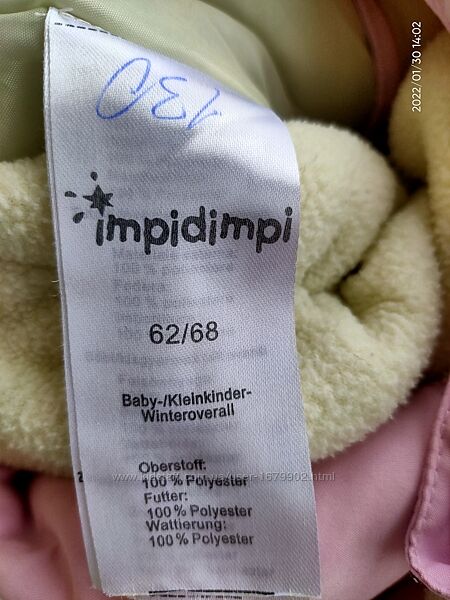 2022/01/30 14:02
130
impidimpi
62/68
Baby-/Kleinkinder-
Winteroverall
Oberstoff:
100 % Polyester
Futter:
100 % Polyester
Wattierung:
100 % Polyester